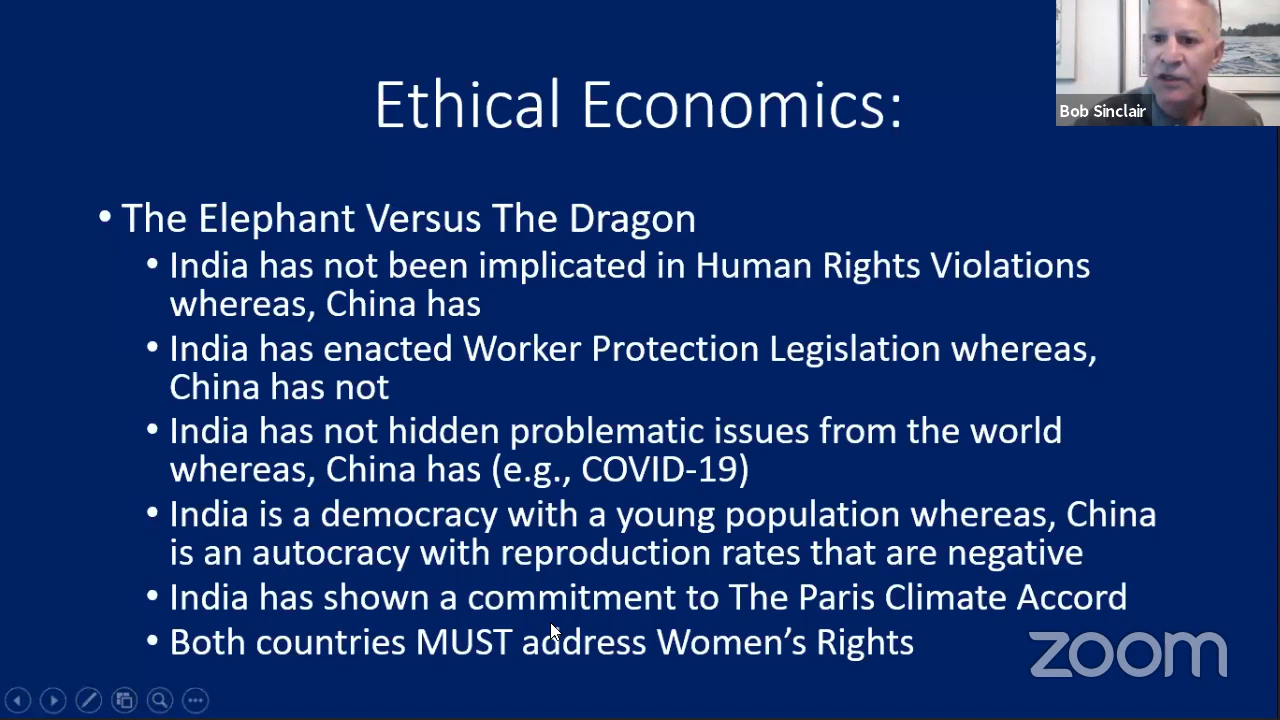 Ethical Economics:
Bob Sinclair
• The Elephant Versus The Dragon
• India has not been implicated in Human Rights Violations
whereas, China has
• India has enacted Worker Protection Legislation whereas,
China has not
• India has not hidden problematic issues from the world
whereas, China has (e.g., COVID-19)
• India is a democracy with a young population whereas, China
is an autocracy with reproduction rates that are negative
• India has shown a commitment to The Paris Climate Accord
• Both countries MUST address Women’s Rights
zoom